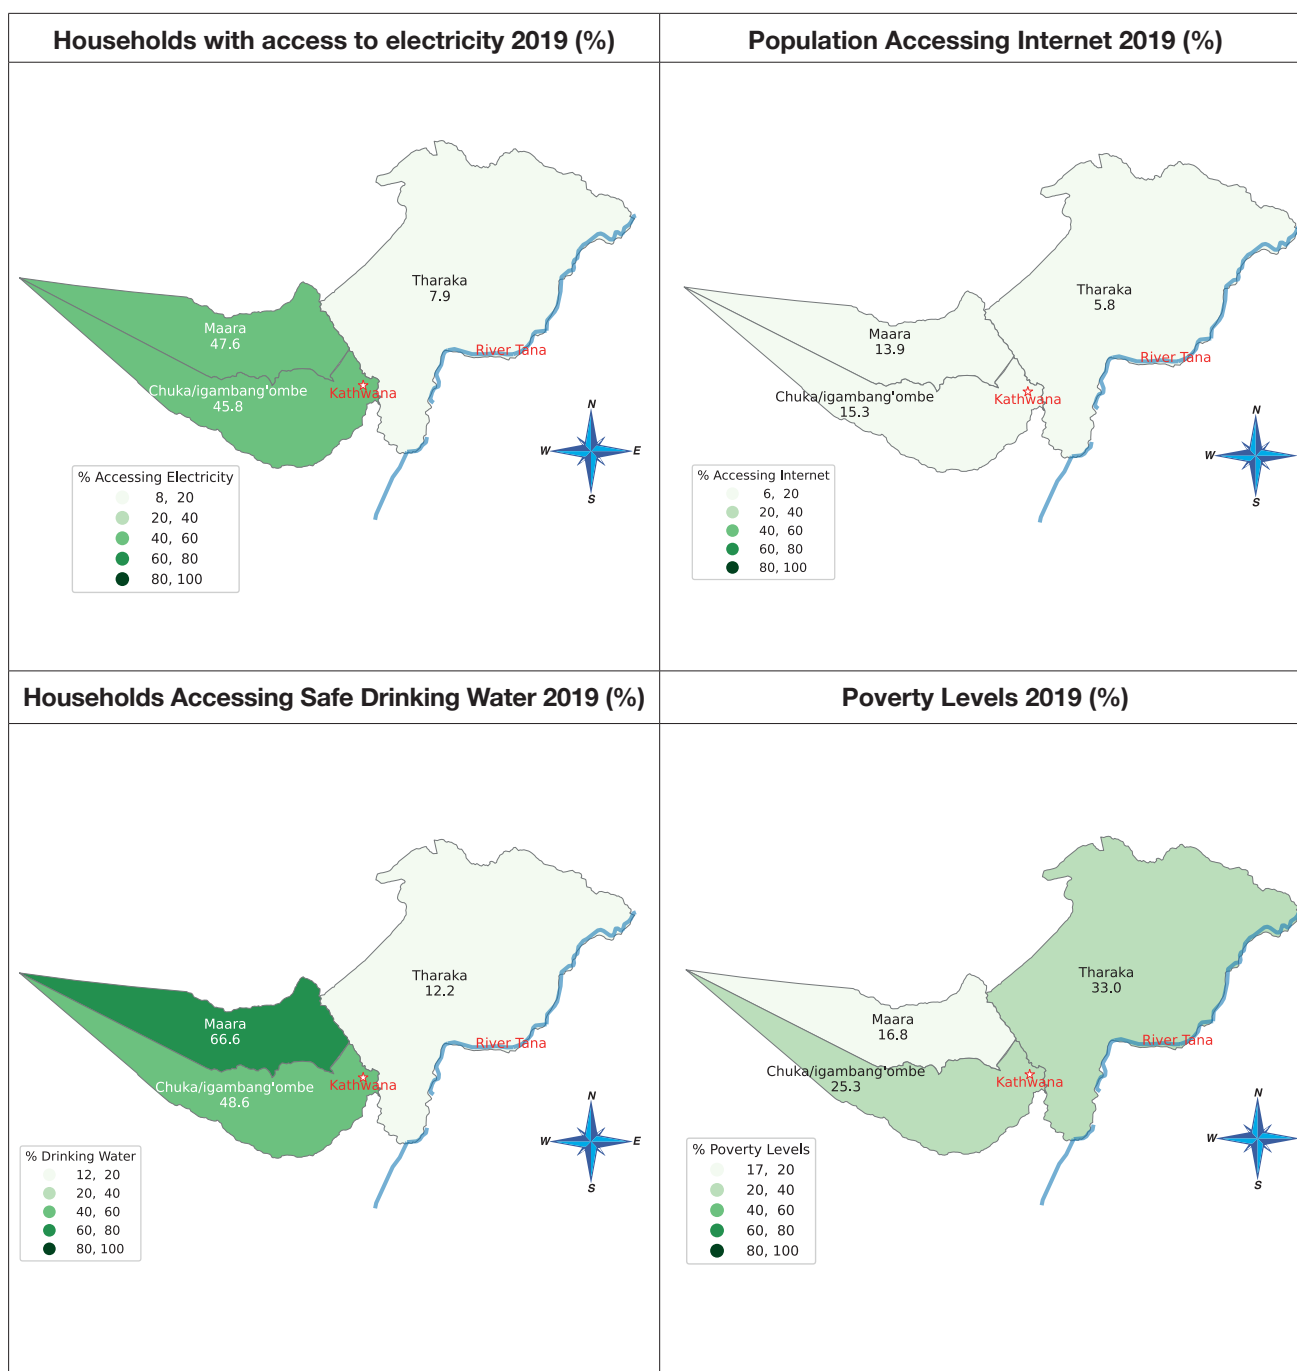 Households with access to electricity 2019 (%)
Tharaka
7.9
Maara
47.6
River Tana
Chuka/igambang'ombe
45.8
Kathwana
N
W
E
S
% Accessing Electricity
8, 20
20, 40
40, 60
60, 80
80, 100
Population Accessing Internet 2019 (%)
Tharaka
5.8
Maara
13.9
River Tana
Chuka/igambang'ombe
15.3
Kathwana
N
W
E
S
% Accessing Internet
6, 20
20, 40
40, 60
60, 80
80, 100
Households Accessing Safe Drinking Water 2019 (%)
Tharaka
12.2
Maara
66.6
River Tana
Chuka/igambang'ombe
48.6
Kathwana
N
W
E
S
% Drinking Water
12, 20
20, 40
40, 60
60, 80
80, 100
Poverty Levels 2019 (%)
Tharaka
33.0
Maara
16.8
River Tana
Chuka/igambang'ombe
25.3
Kathwana
N
W
E
S
% Poverty Levels
17, 20
20, 40
40, 60
60, 80
80, 100